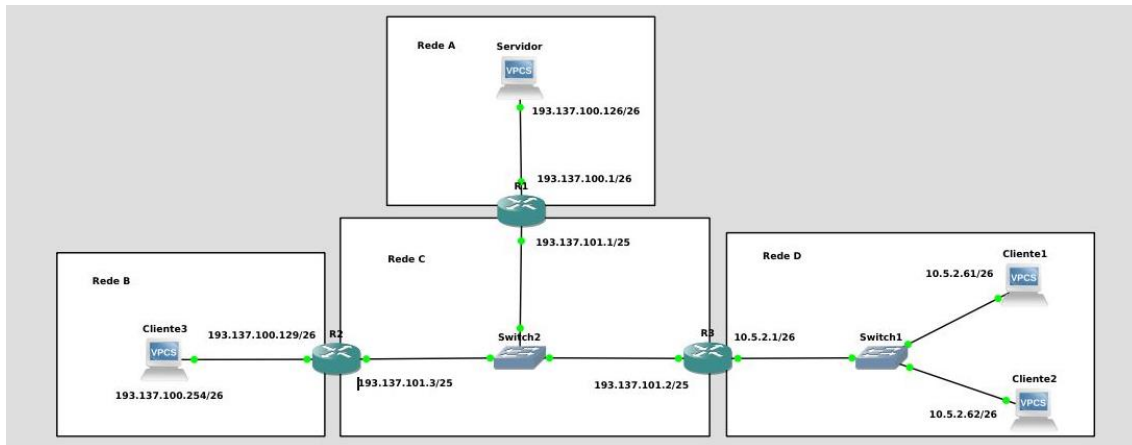 Rede A
Servidor
VPCS
193.137.100.126/26
193.137.100.1/26
R1
193.137.101.1/25
Rede B
Cliente3
VPCS
193.137.100.129/26
193.137.100.254/26
R2
Rede C
193.137.101.3/25
Switch2
193.137.101.2/25
R3
Rede D
10.5.2.1/26
Switch1
Cliente1
VPCS
10.5.2.61/26
Cliente2
VPCS
10.5.2.62/26